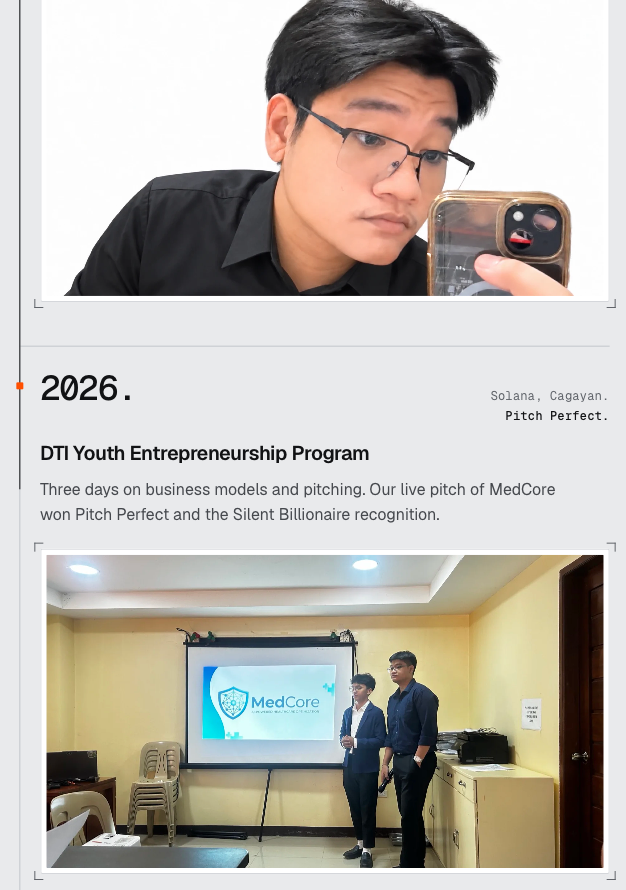 2026.
Solana, Cagayan.
Pitch Perfect.
DTI Youth Entrepreneurship Program
Three days on business models and pitching. Our live pitch of MedCore
won Pitch Perfect and the Silent Billionaire recognition.
MedCore